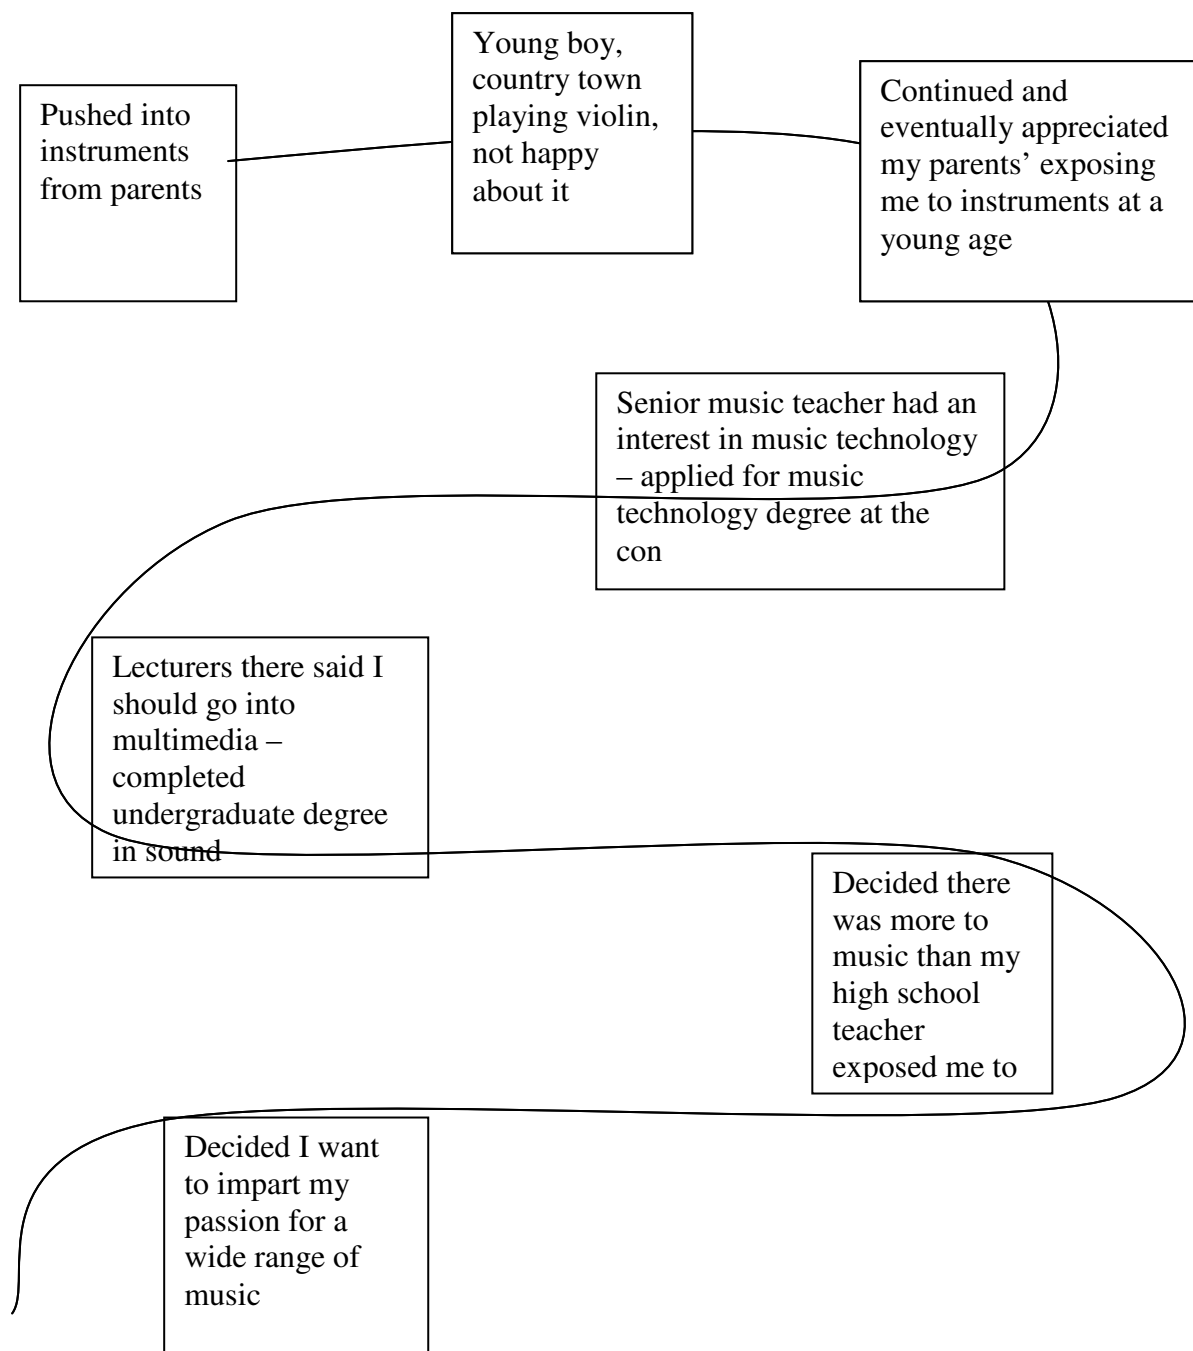 Pushed into
instruments
from parents
Young boy,
country town
playing violin,
not happy
about it
Continued and
eventually appreciated
my parents’ exposing
me to instruments at a
young age
Senior music teacher had an
interest in music technology
– applied for music
technology degree at the
con
Lecturers there said I
should go into
multimedia –
completed
undergraduate degree
in sound
Decided there
was more to
music than my
high school
teacher
exposed me to
Decided I want
to impart my
passion for a
wide range of
music